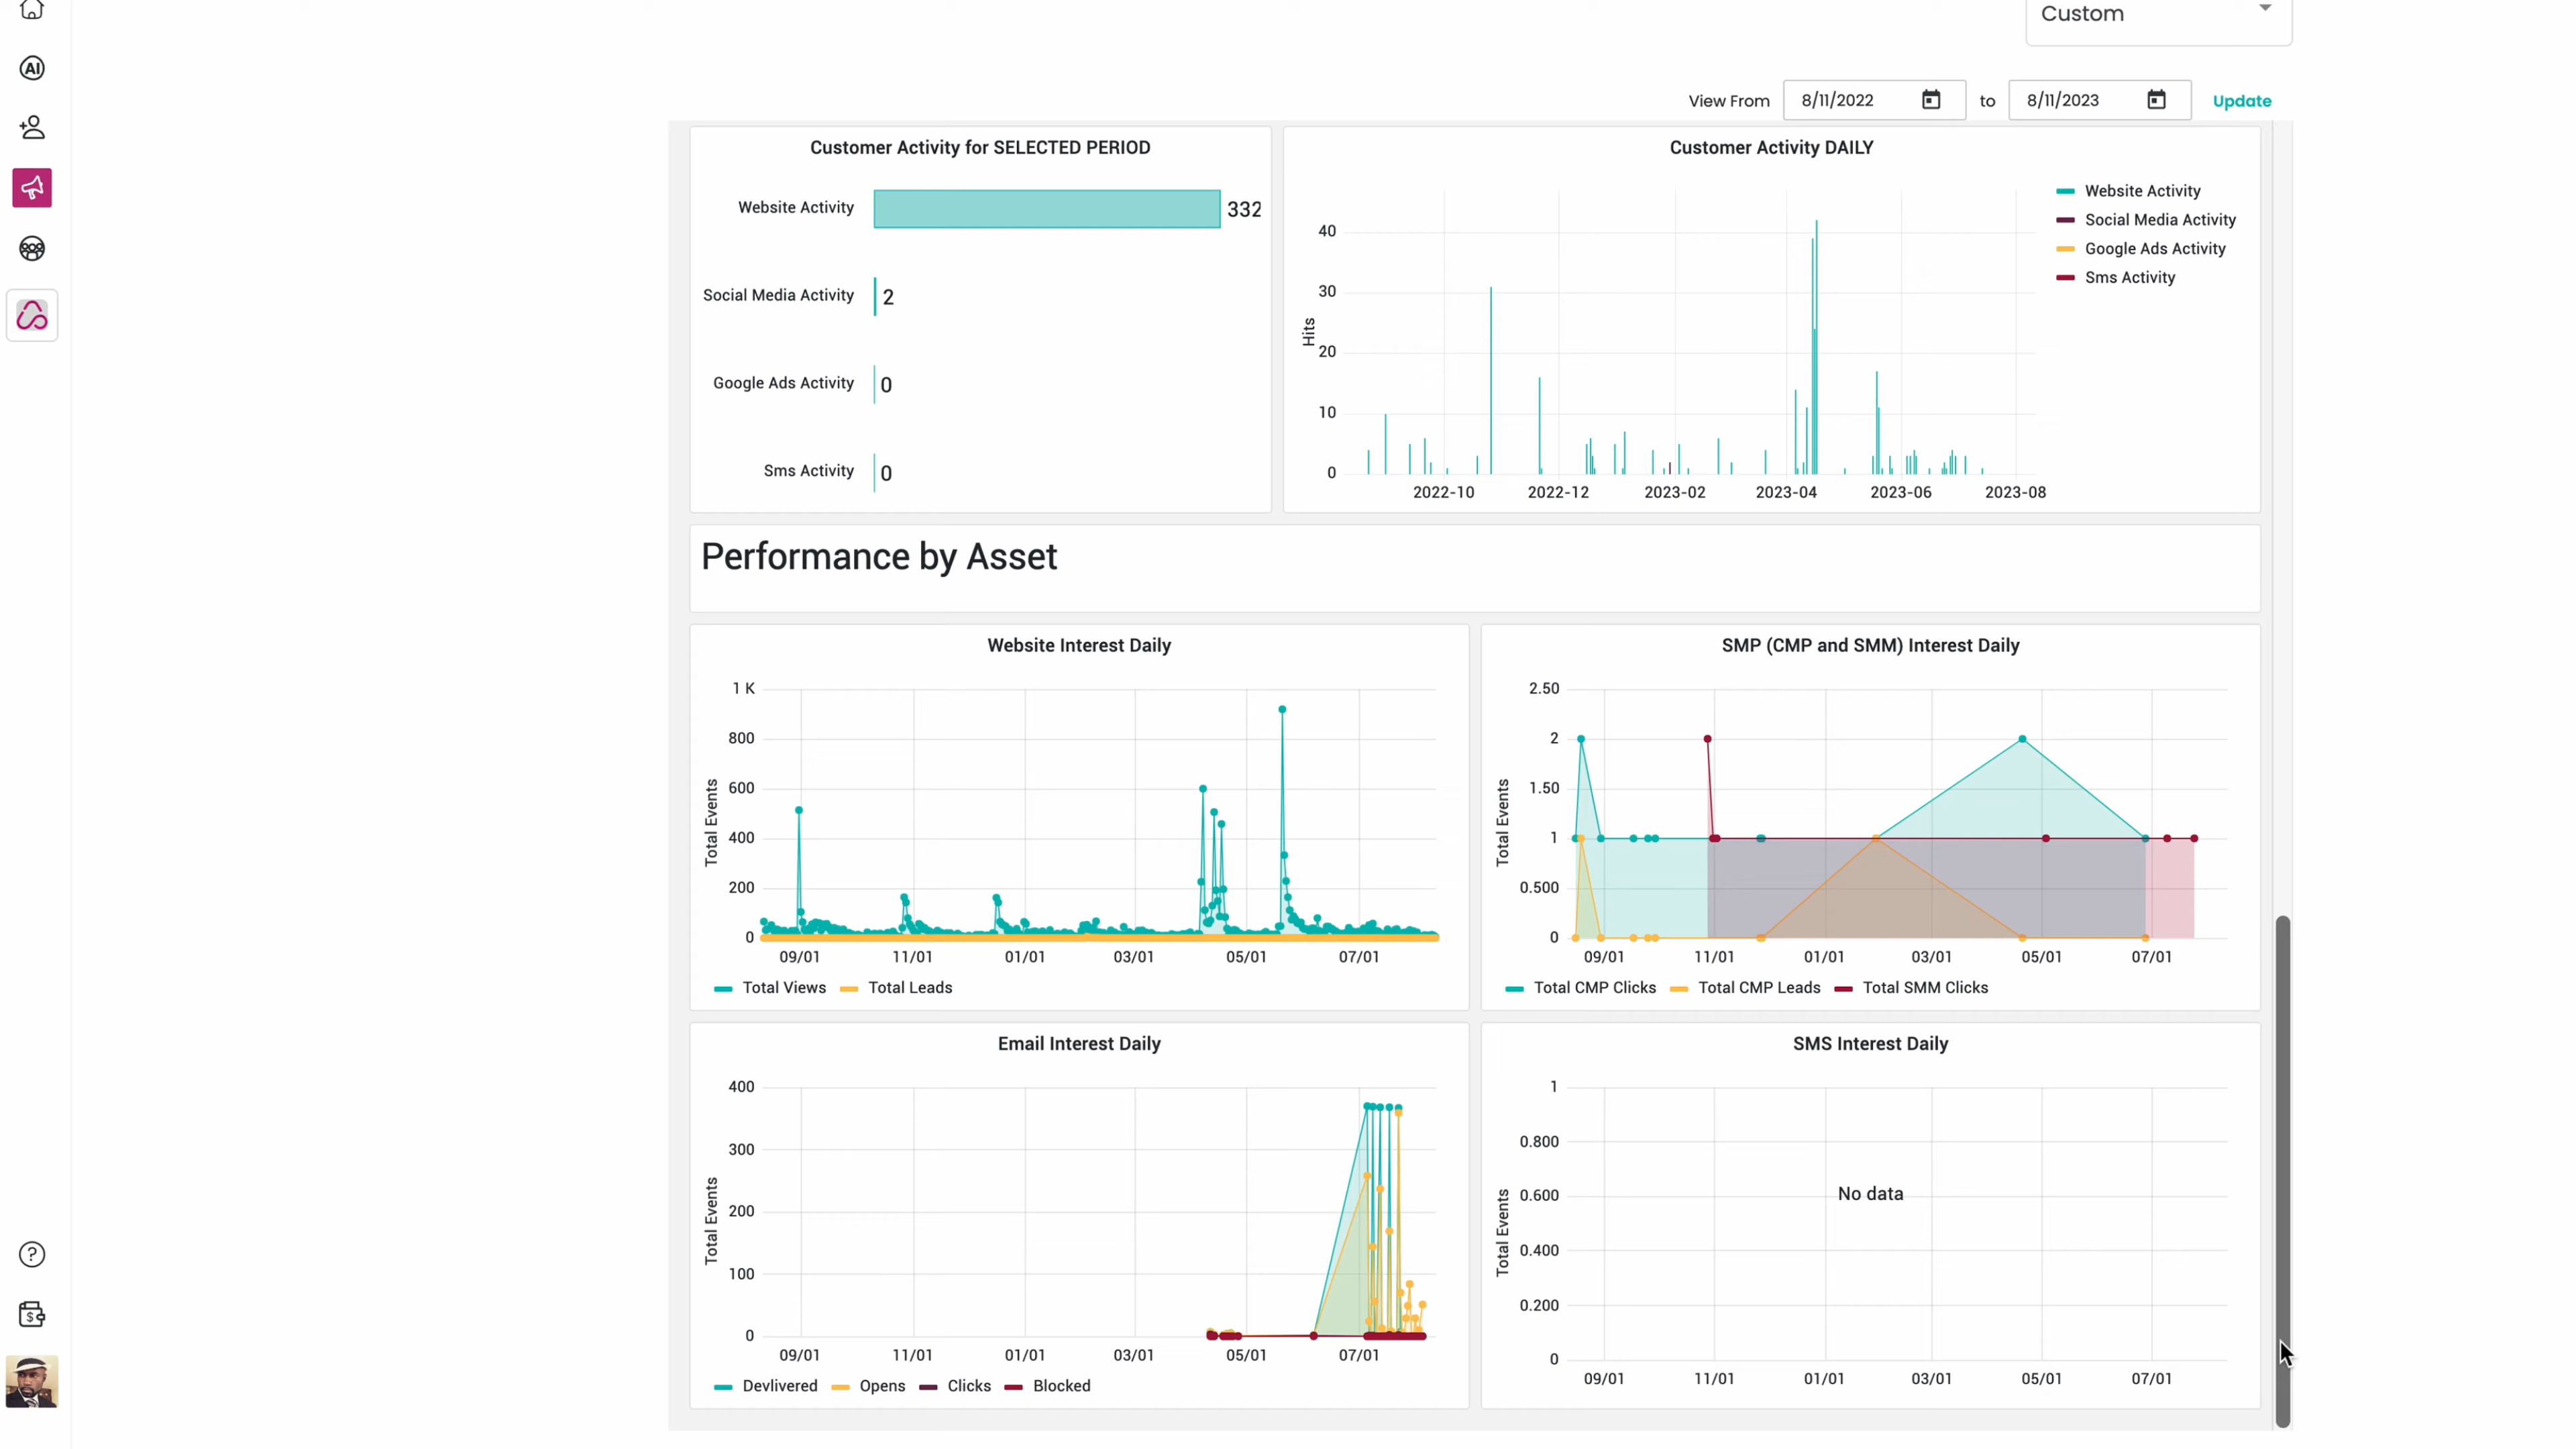 Custom
AI
View From 8/11/2022 to 8/11/2023 Update
Customer Activity for SELECTED PERIOD
Website Activity 332
Social Media Activity 2
Google Ads Activity 0
Sms Activity 0
Customer Activity DAILY
Website Activity
Social Media Activity
Google Ads Activity
Sms Activity
Hits
40
30
20
10
0
2022-10 2022-12 2023-02 2023-04 2023-06 2023-08
Performance by Asset
Website Interest Daily
Total Events
1 K
800
600
400
200
0
09/01 11/01 01/01 03/01 05/01 07/01
Total Views Total Leads
SMP (CMP and SMM) Interest Daily
Total Events
2.50
2
1.50
1
0.500
0
09/01 11/01 01/01 03/01 05/01 07/01
Total CMP Clicks Total CMP Leads Total SMM Clicks
Email Interest Daily
Total Events
400
300
200
100
0
09/01 11/01 01/01 03/01 05/01 07/01
Devlivered Opens Clicks Blocked
SMS Interest Daily
Total Events
1
0.800
0.600
0.400
0.200
0
No data
09/01 11/01 01/01 03/01 05/01 07/01